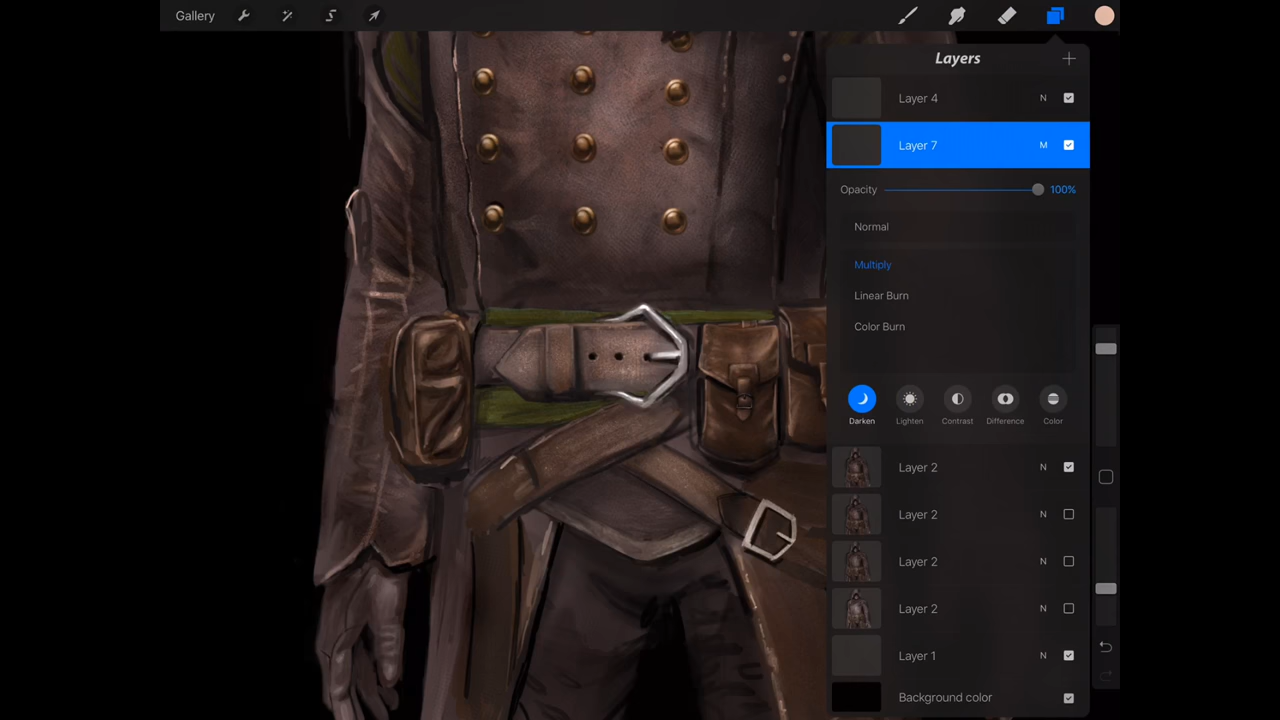 Gallery
Layers
Layer 4 N
Layer 7 M
Opacity 100%
Normal
Multiply
Linear Burn
Color Burn
Darken Lighten Contrast Difference Color
Layer 2 N
Layer 2 N
Layer 2 N
Layer 2 N
Layer 1 N
Background color